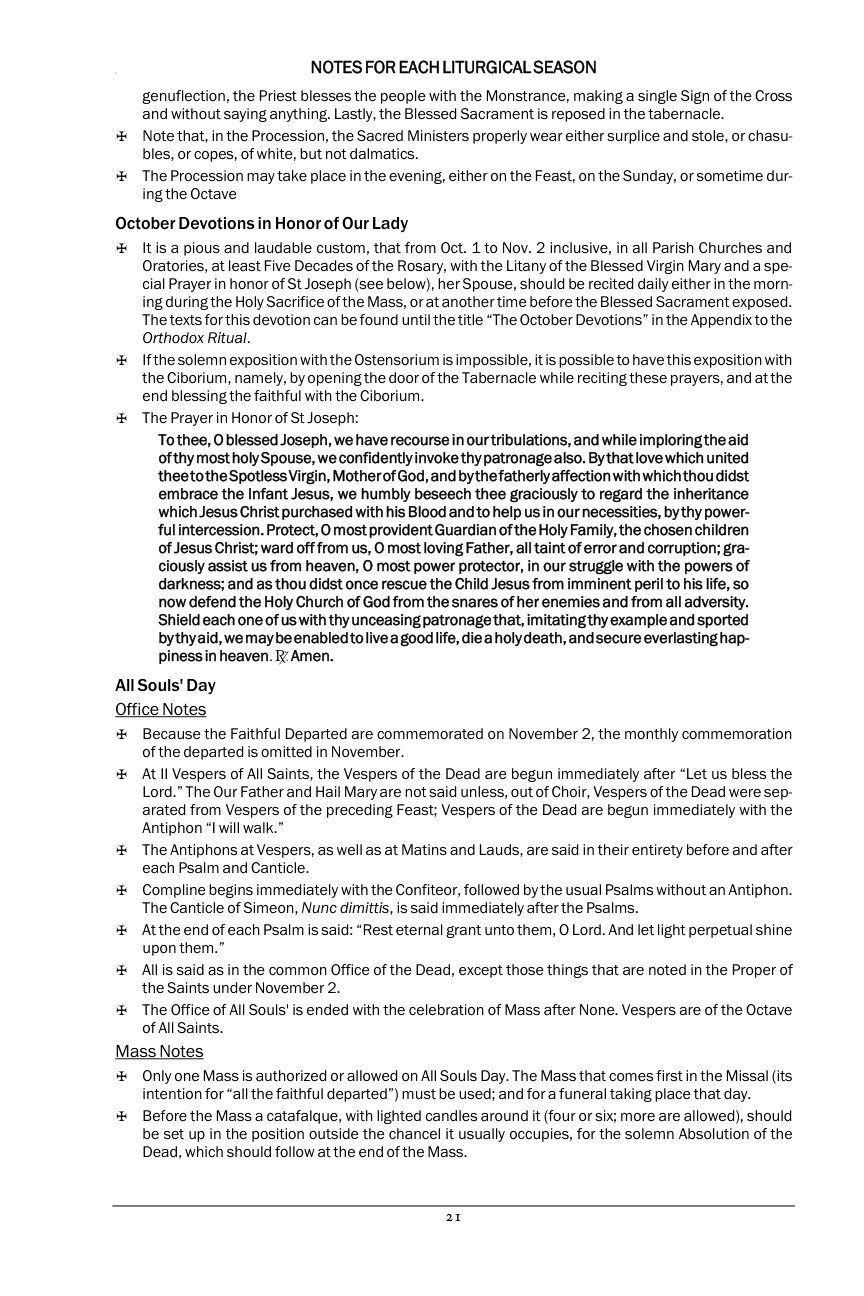 NOTES FOR EACH LITURGICAL SEASON
genuflection, the Priest blesses the people with the Monstrance, making a single Sign of the Cross
and without saying anything. Lastly, the Blessed Sacrament is reposed in the tabernacle.
✠ Note that, in the Procession, the Sacred Ministers properly wear either surplice and stole, or chasu-
bles, or copes, of white, but not dalmatics.
✠ The Procession may take place in the evening, either on the Feast, on the Sunday, or sometime dur-
ing the Octave
October Devotions in Honor of Our Lady
✠ It is a pious and laudable custom, that from Oct. 1 to Nov. 2 inclusive, in all Parish Churches and
Oratories, at least Five Decades of the Rosary, with the Litany of the Blessed Virgin Mary and a spe-
cial Prayer in honor of St Joseph (see below), her Spouse, should be recited daily either in the morn-
ing during the Holy Sacrifice of the Mass, or at another time before the Blessed Sacrament exposed.
The texts for this devotion can be found until the title “The October Devotions” in the Appendix to the
Orthodox Ritual.
✠ If the solemn exposition with the Ostensorium is impossible, it is possible to have this exposition with
the Ciborium, namely, by opening the door of the Tabernacle while reciting these prayers, and at the
end blessing the faithful with the Ciborium.
✠ The Prayer in Honor of St Joseph:
To thee, O blessed Joseph, we have recourse in our tribulations, and while imploring the aid
of thy most holy Spouse, we confidently invoke thy patronage also. By that love which united
thee to the Spotless Virgin, Mother of God, and by the fatherly affection with which thou didst
embrace the Infant Jesus, we humbly beseech thee graciously to regard the inheritance
which Jesus Christ purchased with his Blood and to help us in our necessities, by thy power-
ful intercession. Protect, O most provident Guardian of the Holy Family, the chosen children
of Jesus Christ; ward off from us, O most loving Father, all taint of error and corruption; gra-
ciously assist us from heaven, O most power protector, in our struggle with the powers of
darkness; and as thou didst once rescue the Child Jesus from imminent peril to his life, so
now defend the Holy Church of God from the snares of her enemies and from all adversity.
Shield each one of us with thy unceasing patronage that, imitating thy example and sported
by thy aid, we may be enabled to live a good life, die a holy death, and secure everlasting hap-
piness in heaven. ℟. Amen.
All Souls' Day
Office Notes
✠ Because the Faithful Departed are commemorated on November 2, the monthly commemoration
of the departed is omitted in November.
✠ At II Vespers of All Saints, the Vespers of the Dead are begun immediately after “Let us bless the
Lord.” The Our Father and Hail Mary are not said unless, out of Choir, Vespers of the Dead were sep-
arated from Vespers of the preceding Feast; Vespers of the Dead are begun immediately with the
Antiphon “I will walk.”
✠ The Antiphons at Vespers, as well as at Matins and Lauds, are said in their entirety before and after
each Psalm and Canticle.
✠ Compline begins immediately with the Confiteor, followed by the usual Psalms without an Antiphon.
The Canticle of Simeon, Nunc dimittis, is said immediately after the Psalms.
✠ At the end of each Psalm is said: “Rest eternal grant unto them, O Lord. And let light perpetual shine
upon them.”
✠ All is said as in the common Office of the Dead, except those things that are noted in the Proper of
the Saints under November 2.
✠ The Office of All Souls' is ended with the celebration of Mass after None. Vespers are of the Octave
of All Saints.
Mass Notes
✠ Only one Mass is authorized or allowed on All Souls Day. The Mass that comes first in the Missal (its
intention for “all the faithful departed”) must be used; and for a funeral taking place that day.
✠ Before the Mass a catafalque, with lighted candles around it (four or six; more are allowed), should
be set up in the position outside the chancel it usually occupies, for the solemn Absolution of the
Dead, which should follow at the end of the Mass.
21